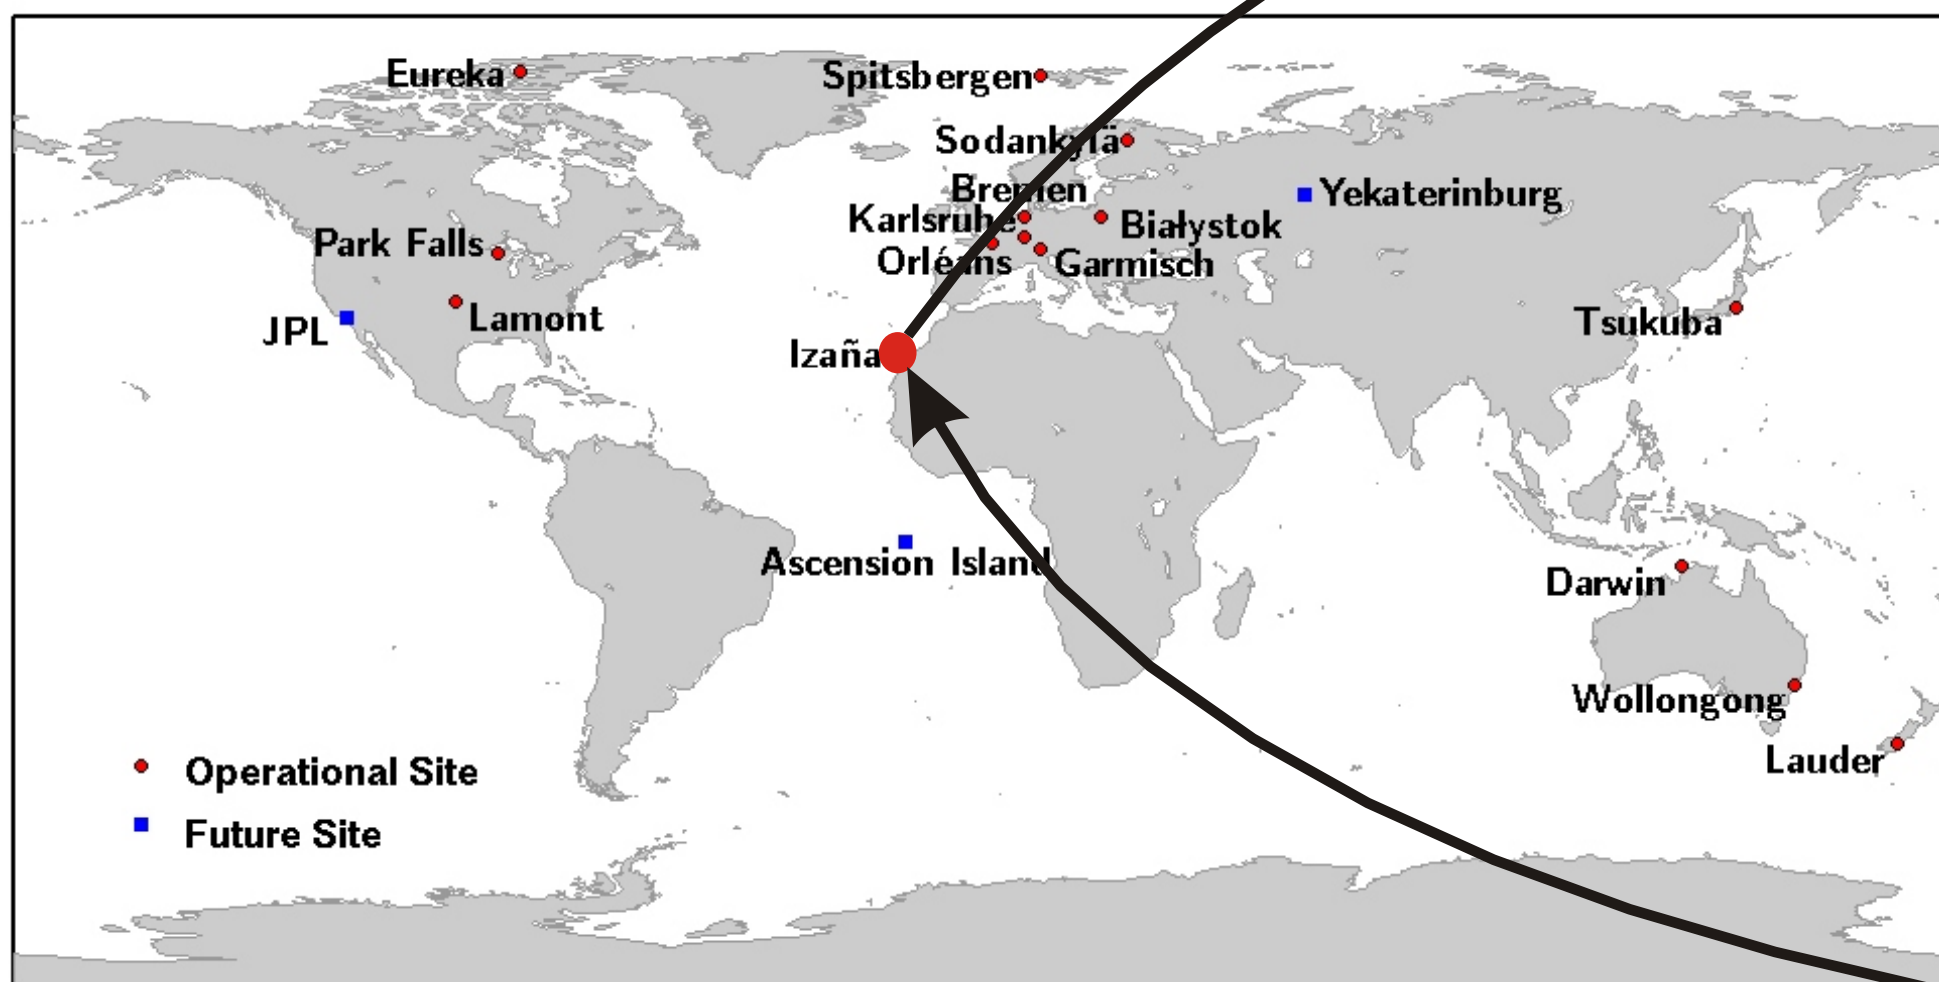 Eureka
Spitsbergen
Sodankylä
Bremen
Yekaterinburg
Karlsruhe
Białystok
Park Falls
Orléans
Garmisch
JPL
Lamont
Tsukuba
Izaña
Ascension Island
Darwin
Wollongong
Lauder
Operational Site
Future Site